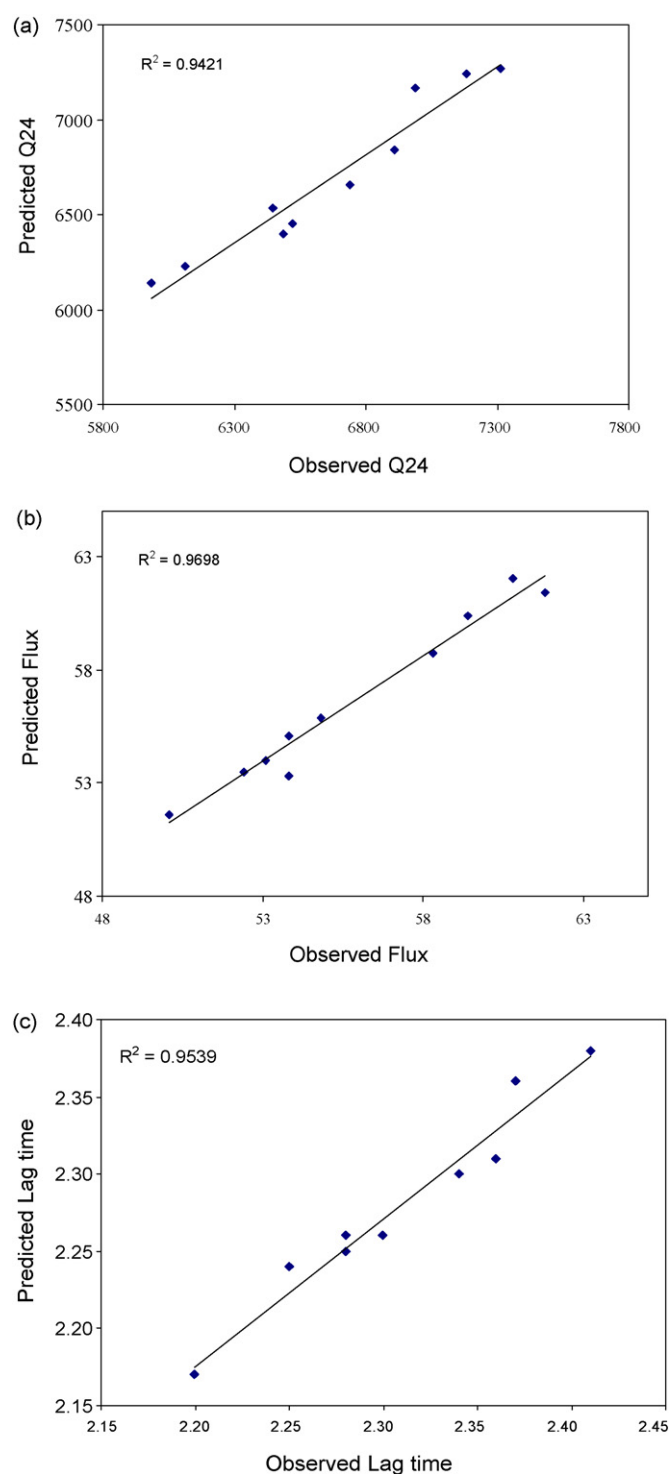 (a)
7500
R² = 0.9421
7000
Predicted Q24
6500
6000
5500
5800 6300 6800 7300 7800
Observed Q24
(b)
63
R² = 0.9698
Predicted Flux
58
53
48
48 53 58 63
Observed Flux
(c)
2.40
R² = 0.9539
2.35
Predicted Lag time
2.30
2.25
2.20
2.15
2.15 2.20 2.25 2.30 2.35 2.40 2.45
Observed Lag time